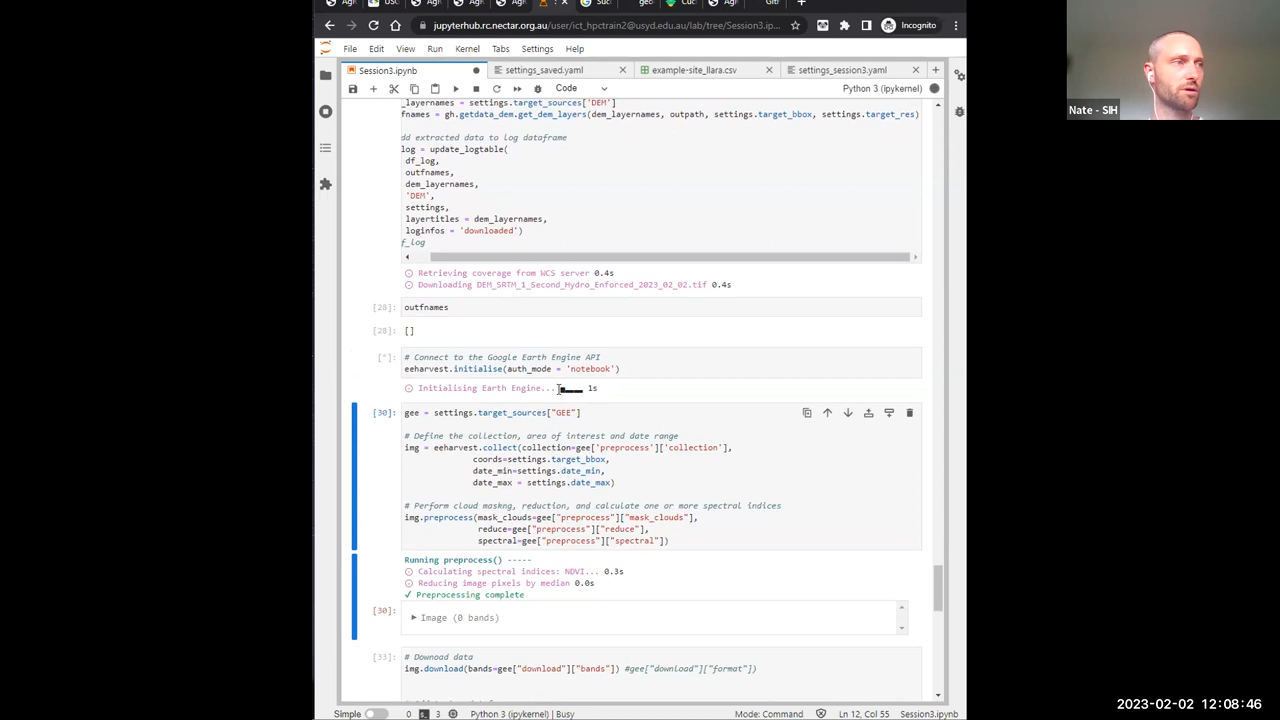 jupyterhub.rc.nectar.org.au/user/ict_hpctrain2@usyd.edu.au/lab/tree/Session3.ipynb
Incognito
File Edit View Run Kernel Tabs Settings Help
Session3.ipynb
settings_saved.yaml
example-site_llara.csv
settings_session3.yaml
Code
Python 3 (ipykernel)
_layernames = settings.target_sources['DEM']
fnames = gh.getdata_dem.get_dem_layers(dem_layernames, outpath, settings.target_bbox, settings.target_res)
dd extracted data to log dataframe
log = update_logtable(
df_log,
outfnames,
dem_layernames,
'DEM',
settings,
layertitles = dem_layernames,
loginfos = 'downloaded')
f_log
Retrieving coverage from WCS server 0.4s
Downloading DEM_SRTM_1_Second_Hydro_Enforced_2023_02_02.tif 0.4s
[28]: outfnames
[28]: []
[*]: # Connect to the Google Earth Engine API
eeharvest.initialise(auth_mode = 'notebook')
Initialising Earth Engine... 1s
[30]: gee = settings.target_sources["GEE"]
# Define the collection, area of interest and date range
img = eeharvest.collect(collection=gee['preprocess']['collection'],
coords=settings.target_bbox,
date_min=settings.date_min,
date_max = settings.date_max)
# Perform cloud maskng, reduction, and calculate one or more spectral indices
img.preprocess(mask_clouds=gee["preprocess"]["mask_clouds"],
reduce=gee["preprocess"]["reduce"],
spectral=gee["preprocess"]["spectral"])
Running preprocess() -----
Calculating spectral indices: NDVI... 0.3s
Reducing image pixels by median 0.0s
✓ Preprocessing complete
[30]: ▶ Image (0 bands)
[33]: # Downoad data
img.download(bands=gee["download"]["bands"]) #gee["download"]["format"])
Simple 0 3 Python 3 (ipykernel) | Busy Mode: Command Ln 12, Col 55 Session3.ipynb
Nate - SIH
2023-02-02 12:08:46